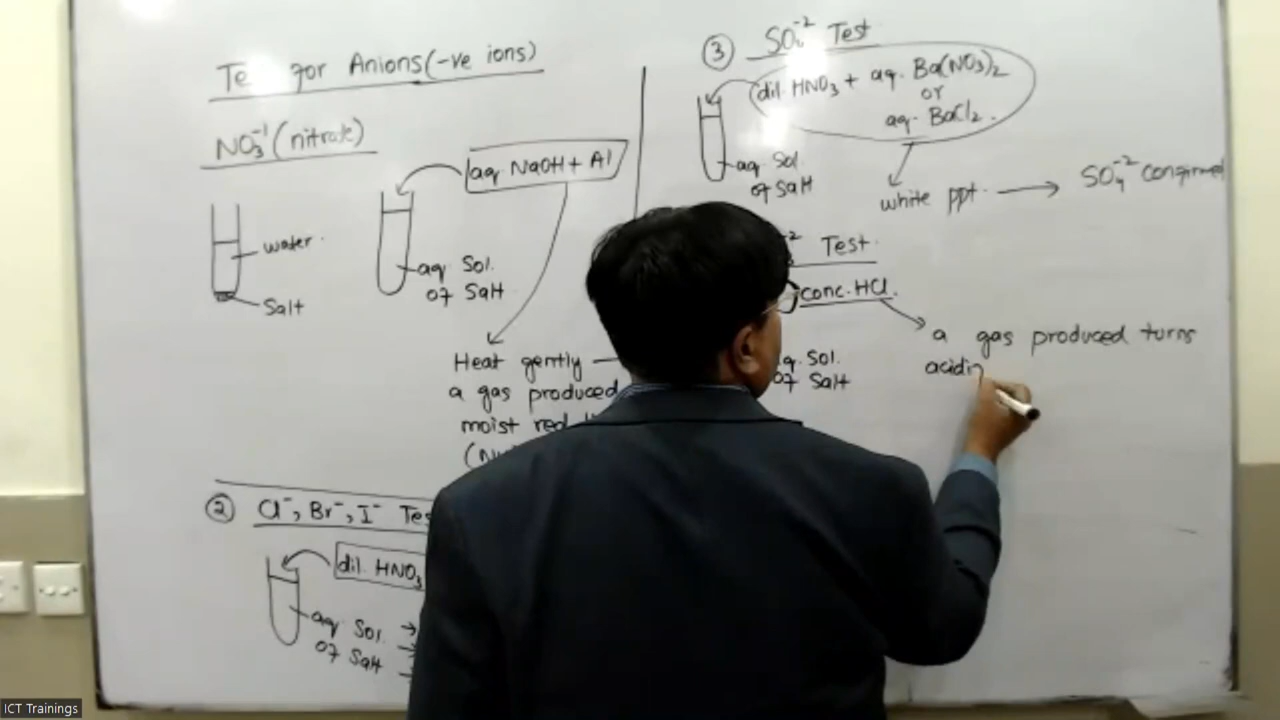 Te for Anions (-ve ions)
NO₃⁻¹ (nitrate)
aq NaOH + Al
water.
Salt
aq. Sol.
of Salt
Heat gently
a gas produced
moist red
② Cl⁻, Br⁻, I⁻ Tes
dil. HNO₃
aq. Sol.
of Salt
③ SO₄⁻² Test
dil. HNO₃ + aq. Ba(NO₃)₂
or
aq. BaCl₂.
aq. Sol.
of Salt
white ppt. → SO₄⁻² confirmed
⁻² Test.
conc. HCl.
a gas produced turns
acidi
q. Sol.
of Salt
ICT Trainings